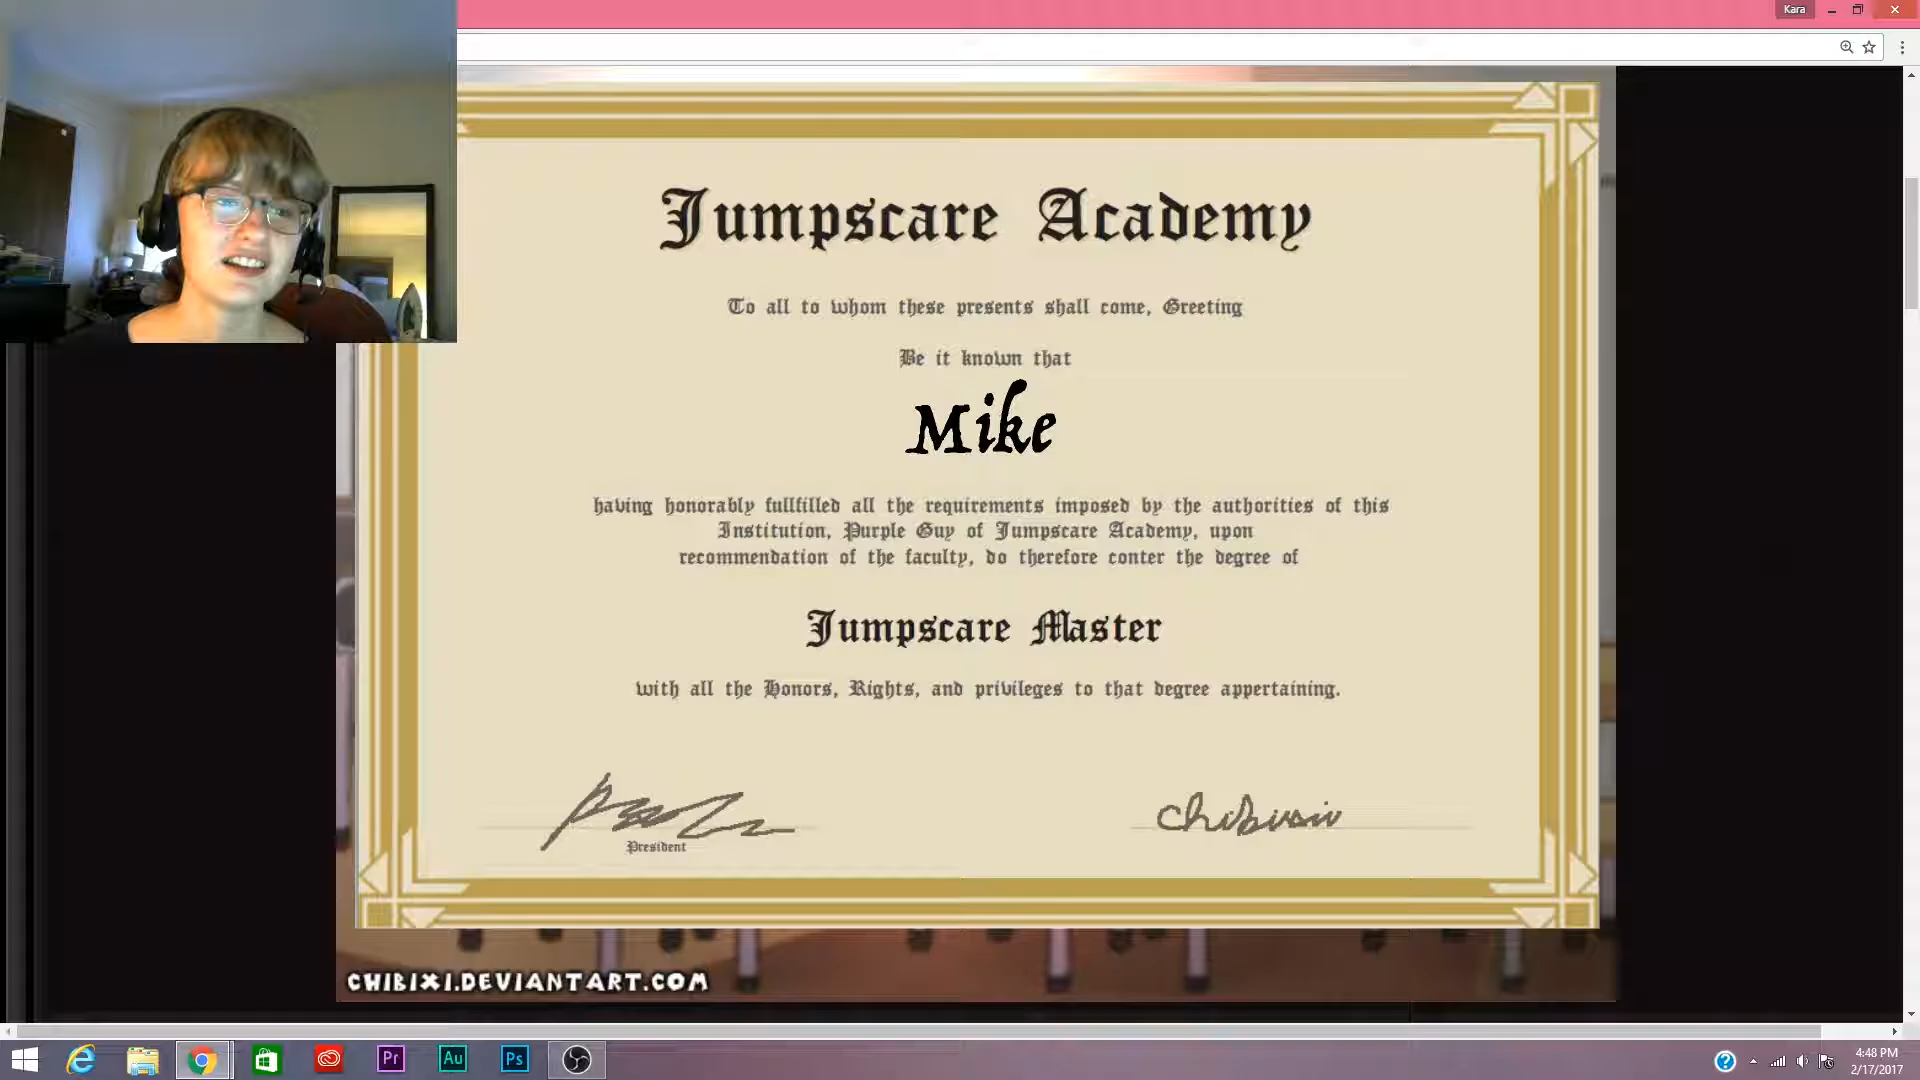 Kara
Jumpscare Academy
To all to whom these presents shall come, Greeting
Be it known that
Mike
having honorably fullfilled all the requirements imposed by the authorities of this
Institution, Purple Guy of Jumpscare Academy, upon
recommendation of the faculty, do therefore conter the degree of
Jumpscare Master
with all the Honors, Rights, and privileges to that degree appertaining.
President
CHIBIXI.DEVIANTART.COM
Pr
Au
Ps
4:48 PM
2/17/2017